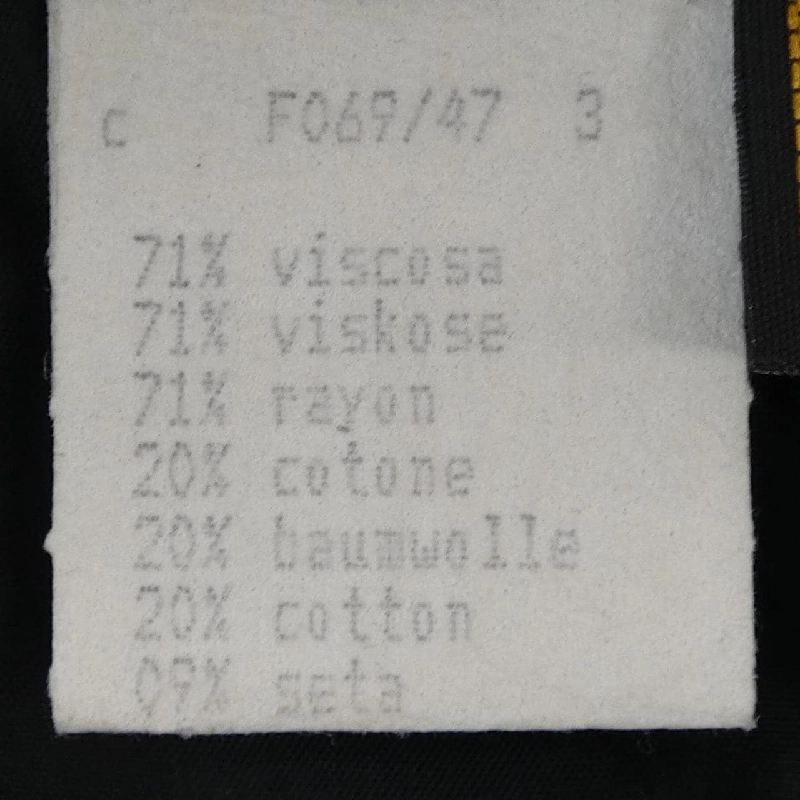 c F069/47 3
71% viscosa
71% viskose
71% rayon
20% cotone
20% baumwolle
20% cotton
09% seta